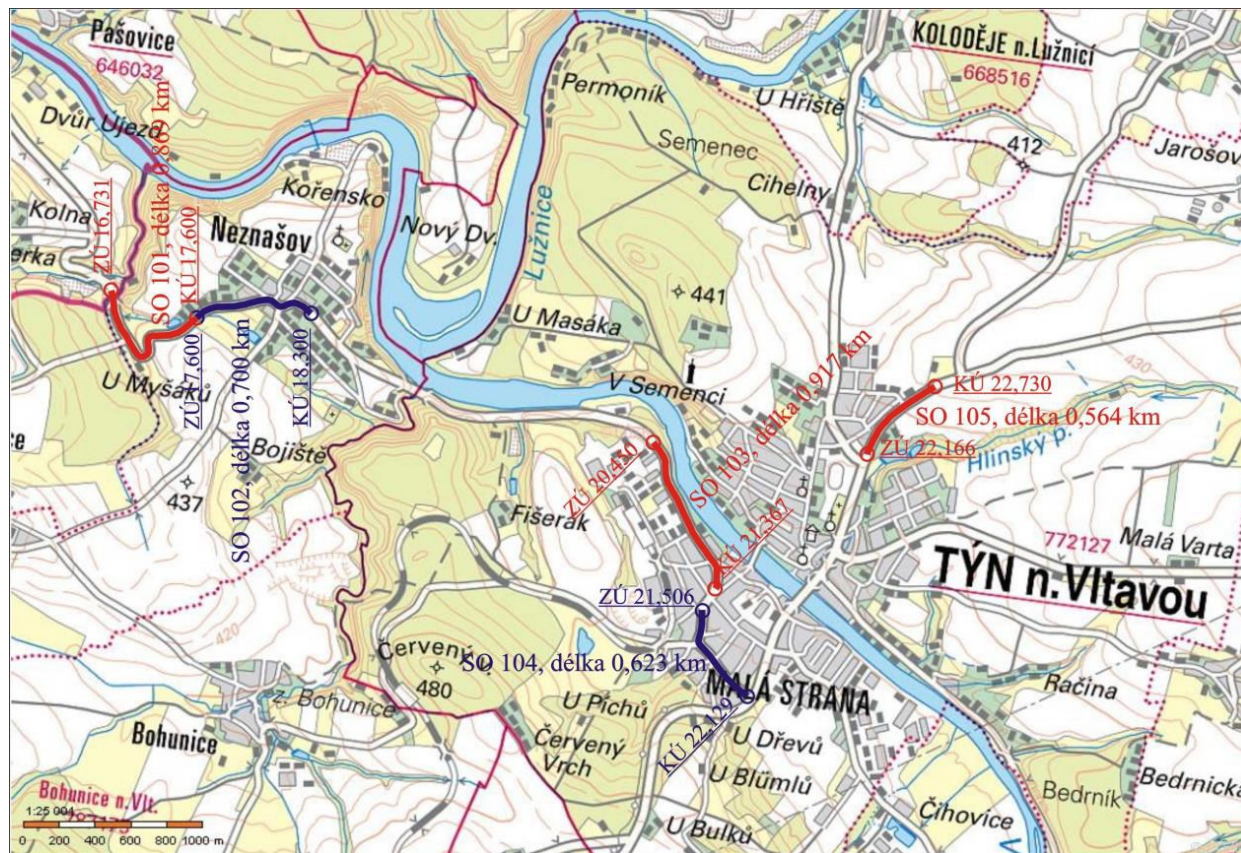 Pašovice
646032
KOLODĚJE n.Lužnicí
668516
Permoník
U Hřiště
Dvůr Újezd
Semenec
412
Jarošov
Cihelny
Kořensko
Kolna
Neznašov
Nový Dv.
Lužnice
erka
ZÚ 16,731
SO 101, délka 0,869 km
KÚ 17,600
441
U Masáka
430
V Semenci
U Myšáků
ZÚ 17,600
SO 102, délka 0,700 km
KÚ 18,300
KÚ 22,730
SO 105, délka 0,564 km
ZÚ 22,166
Hlinský p.
Bojiště
437
ZÚ 20,450
SO 103, délka 0,917 km
KÚ 21,367
Fišerák
772127
Malá Varta
TÝN n.Vltavou
ZÚ 21,506
420
Červený
480
SO 104, délka 0,623 km
MALÁ STRANA
KÚ 22,129
Račina
z. Bohunice
U Píchů
Bohunice
Červený
Vrch
U Dřevů
U Blümlů
Bedrník
Bedrnická
Bohunice n.Vlt.
Čihovice
U Bulků
V
1:25 004
0 200 400 600 800 1000 m